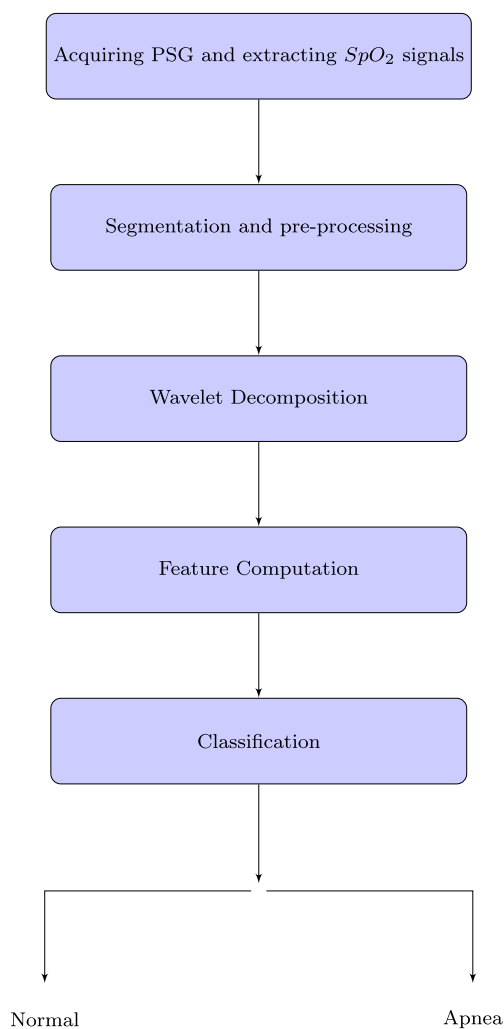 Acquiring PSG and extracting SpO₂ signals
Segmentation and pre-processing
Wavelet Decomposition
Feature Computation
Classification
Normal
Apnea